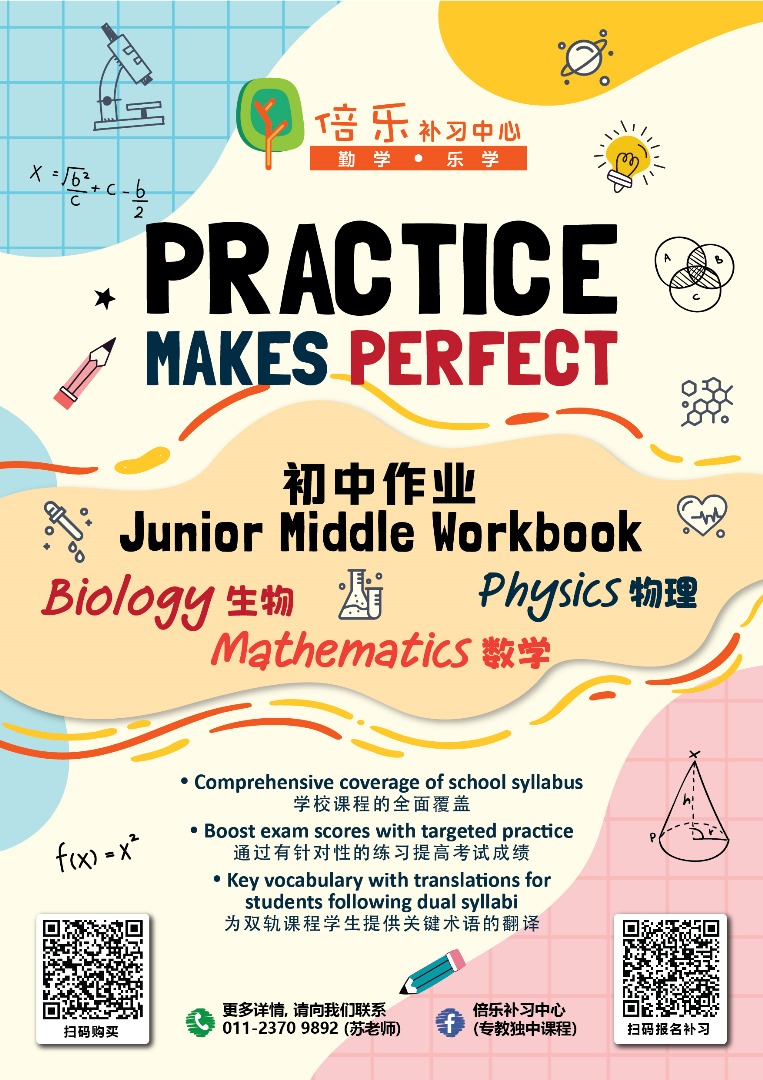 倍乐 补习中心
勤学 • 乐学
X = √b²/c + c - b/2
PRACTICE
MAKES PERFECT
A B
C
初中作业
Junior Middle Workbook
Biology 生物
Physics 物理
Mathematics 数学
• Comprehensive coverage of school syllabus
学校课程的全面覆盖
• Boost exam scores with targeted practice
通过有针对性的练习提高考试成绩
• Key vocabulary with translations for
students following dual syllabi
为双轨课程学生提供关键术语的翻译
f(x) = x²
X
h
P r
扫码购买
更多详情, 请向我们联系
011-2370 9892 (苏老师)
倍乐补习中心
(专教独中课程)
扫码报名补习